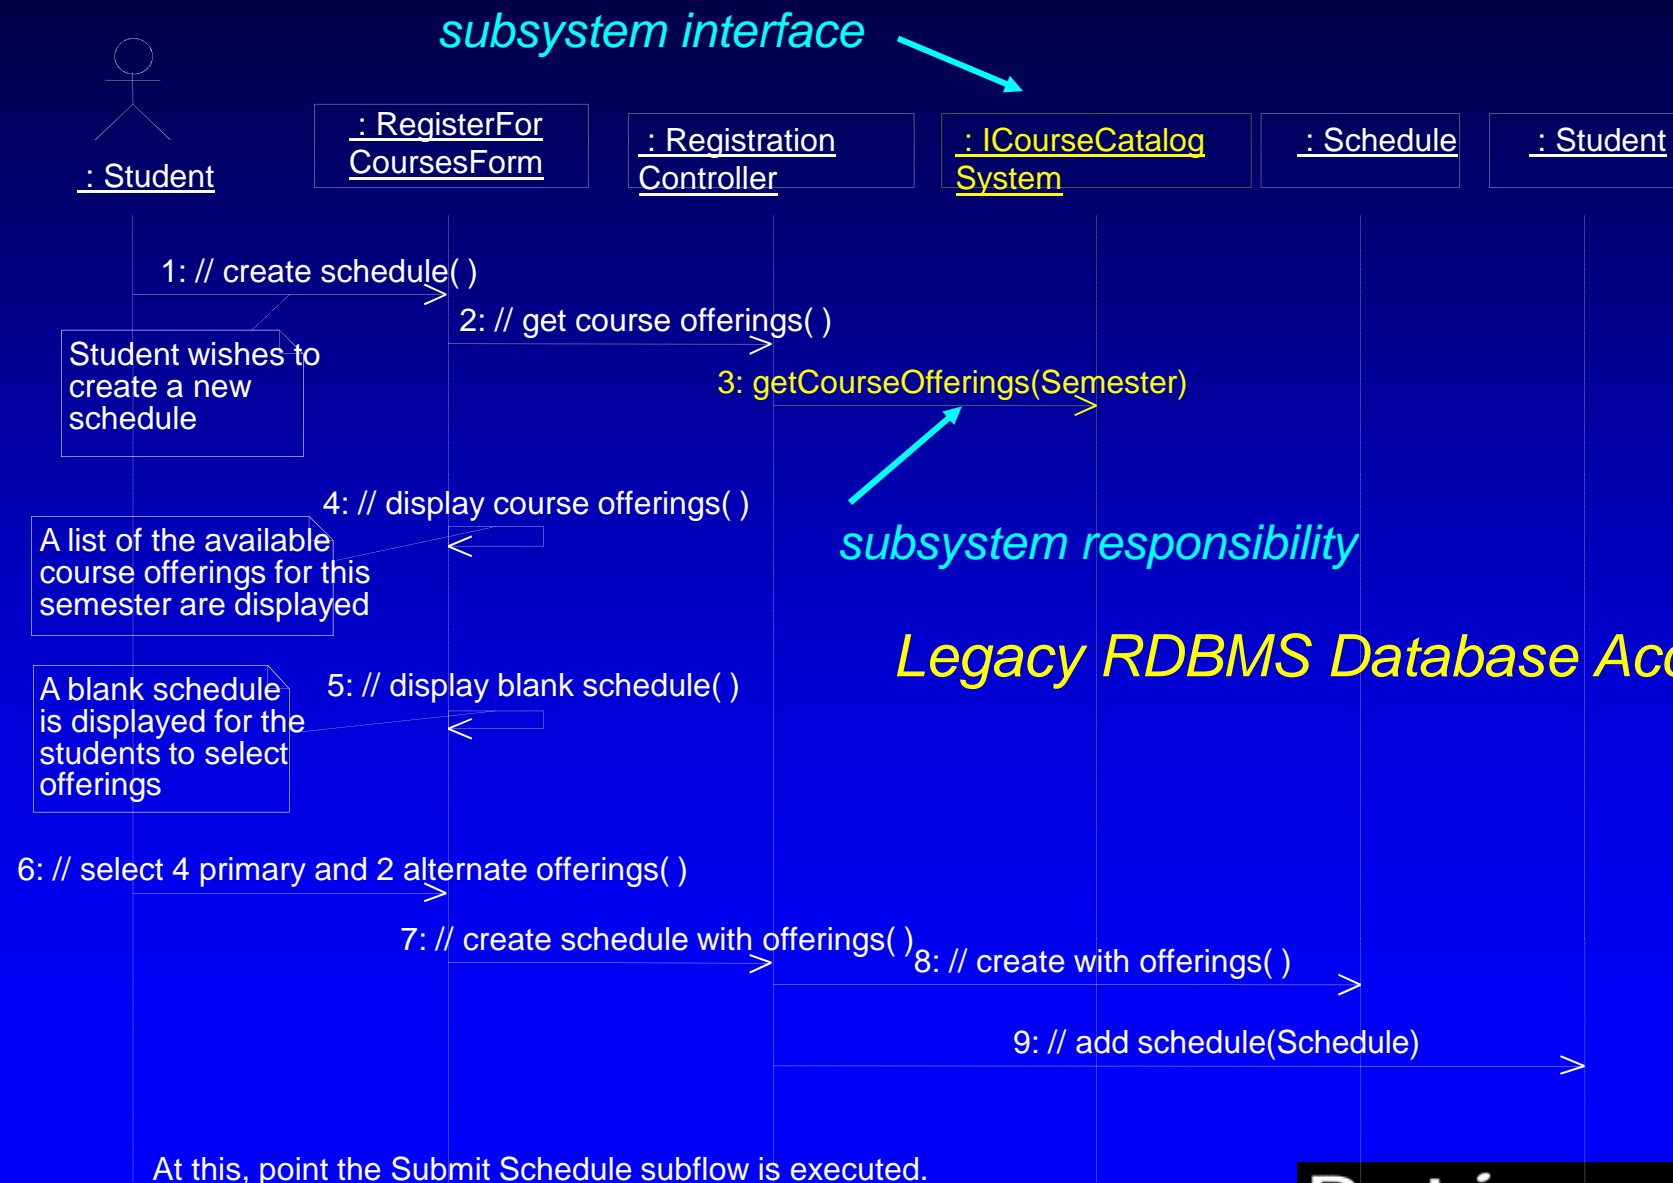 subsystem interface
: Student
: RegisterFor
CoursesForm
: Registration
Controller
: ICourseCatalog
System
: Schedule
: Student
1: // create schedule( )
2: // get course offerings( )
Student wishes to
create a new
schedule
3: getCourseOfferings(Semester)
4: // display course offerings( )
A list of the available
course offerings for this
semester are displayed
subsystem responsibility
Legacy RDBMS Database
A blank schedule
is displayed for the
students to select
offerings
5: // display blank schedule( )
6: // select 4 primary and 2 alternate offerings( )
7: // create schedule with offerings( )
8: // create with offerings( )
9: // add schedule(Schedule)
At this, point the Submit Schedule subflow is executed.